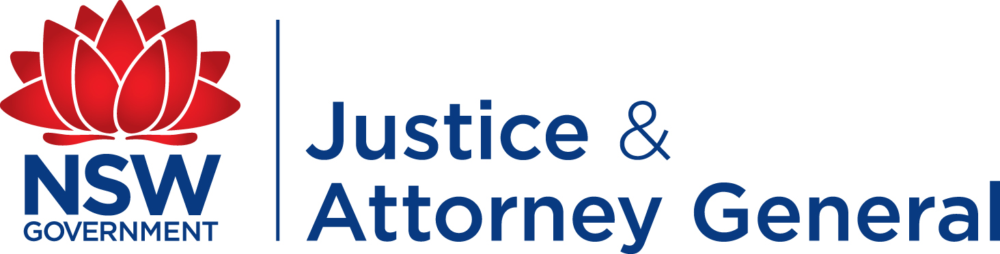 NSW
GOVERNMENT
Justice &
Attorney General